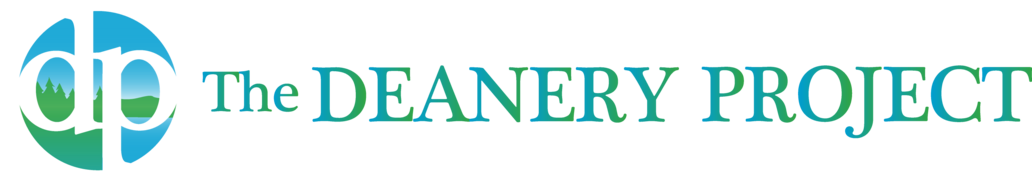 dp The DEANERY PROJECT